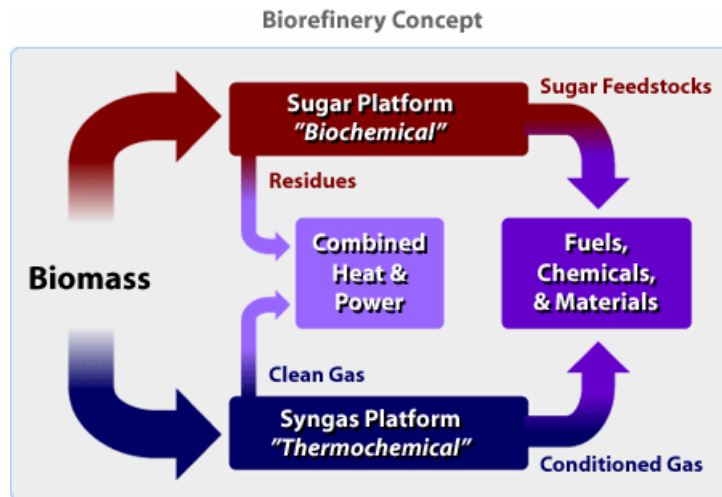 Biorefinery Concept
Sugar Platform
"Biochemical"
Sugar Feedstocks
Residues
Biomass
Combined
Heat &
Power
Fuels,
Chemicals,
& Materials
Clean Gas
Syngas Platform
"Thermochemical"
Conditioned Gas